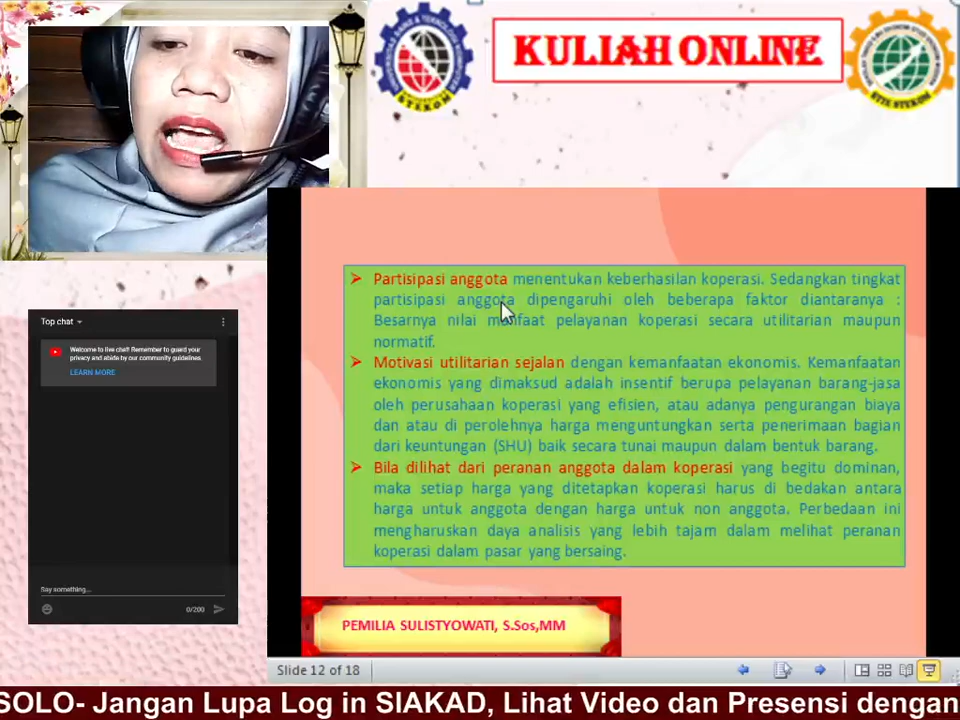 KULIAH ONLINE
STEKOM
STIE STEKOM
Partisipasi anggota menentukan keberhasilan koperasi. Sedangkan tingkat
partisipasi anggota dipengaruhi oleh beberapa faktor diantaranya :
Besarnya nilai manfaat pelayanan koperasi secara utilitarian maupun
normatif.
Motivasi utilitarian sejalan dengan kemanfaatan ekonomis. Kemanfaatan
ekonomis yang dimaksud adalah insentif berupa pelayanan barang-jasa
oleh perusahaan koperasi yang efisien, atau adanya pengurangan biaya
dan atau di perolehnya harga menguntungkan serta penerimaan bagian
dari keuntungan (SHU) baik secara tunai maupun dalam bentuk barang.
Bila dilihat dari peranan anggota dalam koperasi yang begitu dominan,
maka setiap harga yang ditetapkan koperasi harus di bedakan antara
harga untuk anggota dengan harga untuk non anggota. Perbedaan ini
mengharuskan daya analisis yang lebih tajam dalam melihat peranan
koperasi dalam pasar yang bersaing.
Top chat
Welcome to live chat! Remember to guard your
privacy and abide by our community guidelines.
LEARN MORE
Say something...
0/200
PEMILIA SULISTYOWATI, S.Sos,MM
Slide 12 of 18
SOLO- Jangan Lupa Log in SIAKAD, Lihat Video dan Presensi dengan